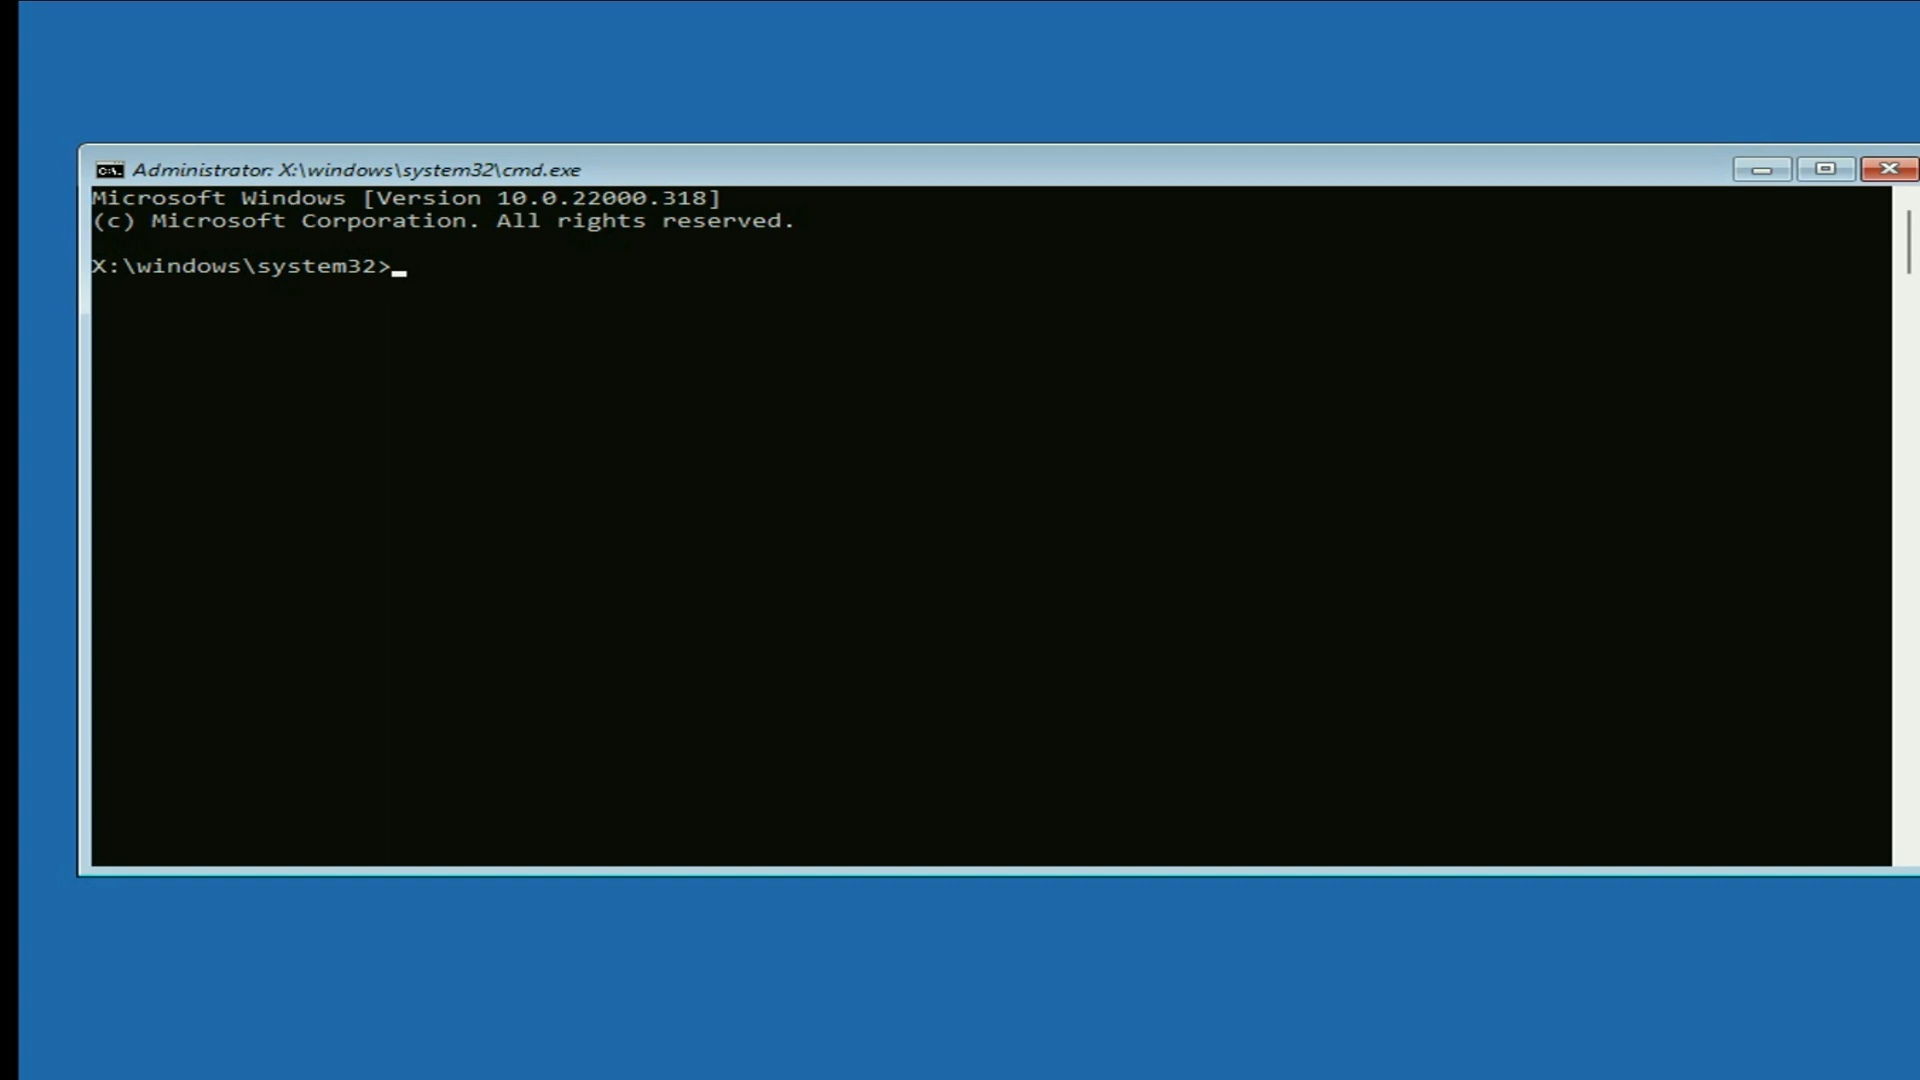 Administrator: X:\windows\system32\cmd.exe
Microsoft Windows [Version 10.0.22000.318]
(c) Microsoft Corporation. All rights reserved.
X:\windows\system32>